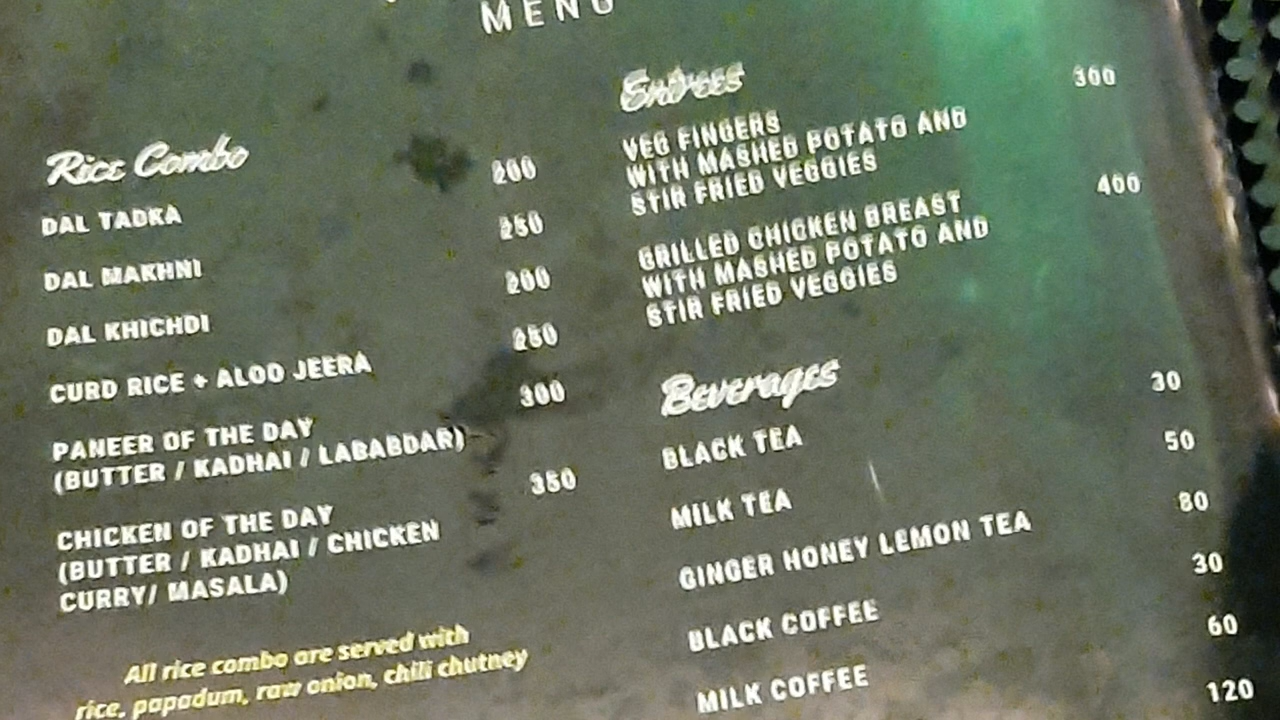 MENU
Rice Combo
DAL TADKA 200
DAL MAKHNI 250
DAL KHICHDI 200
CURD RICE + ALOO JEERA 250
PANEER OF THE DAY 300
(BUTTER / KADHAI / LABABDAR)
CHICKEN OF THE DAY 350
(BUTTER / KADHAI / CHICKEN
CURRY/ MASALA)
All rice combo are served with
rice, papadum, raw onion, chili chutney
Entrees
VEG FINGERS 300
WITH MASHED POTATO AND
STIR FRIED VEGGIES
GRILLED CHICKEN BREAST 400
WITH MASHED POTATO AND
STIR FRIED VEGGIES
Beverages
BLACK TEA 30
MILK TEA 50
GINGER HONEY LEMON TEA 80
BLACK COFFEE 30
MILK COFFEE 60
120